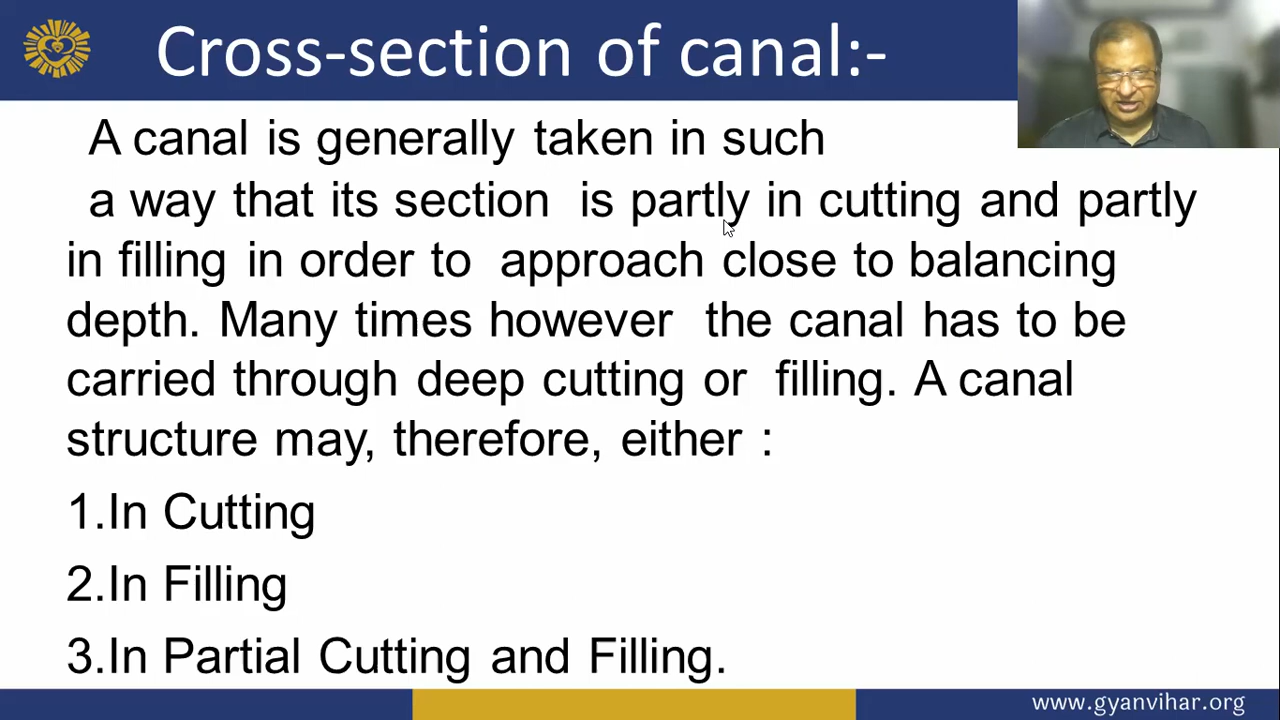 Cross-section of canal:-
A canal is generally taken in such
a way that its section is partly in cutting and partly
in filling in order to approach close to balancing
depth. Many times however the canal has to be
carried through deep cutting or filling. A canal
structure may, therefore, either :
1.In Cutting
2.In Filling
3.In Partial Cutting and Filling.
www.gyanvihar.org